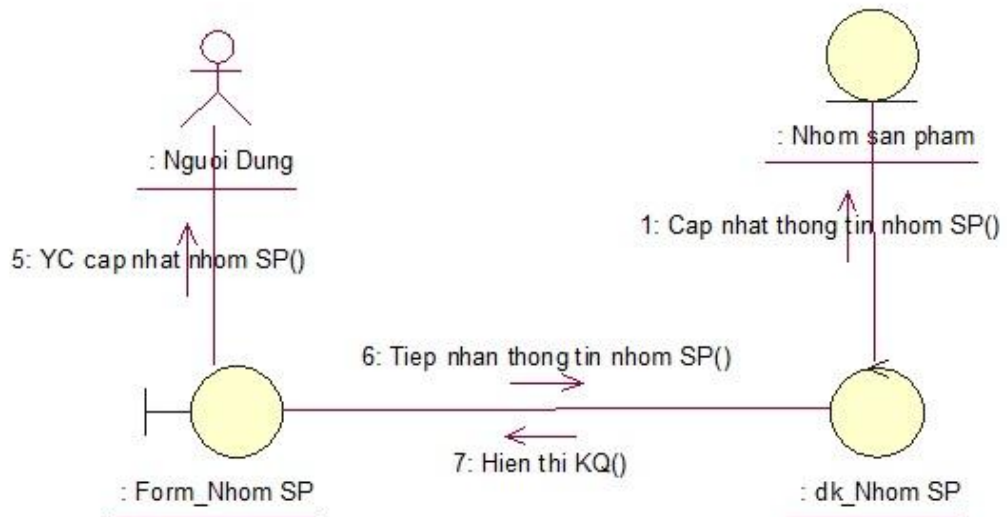 : Nguoi Dung
: Nhom san pham
1: Cap nhat thong tin nhom SP()
5: YC cap nhat nhom SP()
6: Tiep nhan thong tin nhom SP()
7: Hien thi KQ()
: Form_Nhom SP
: dk_Nhom SP